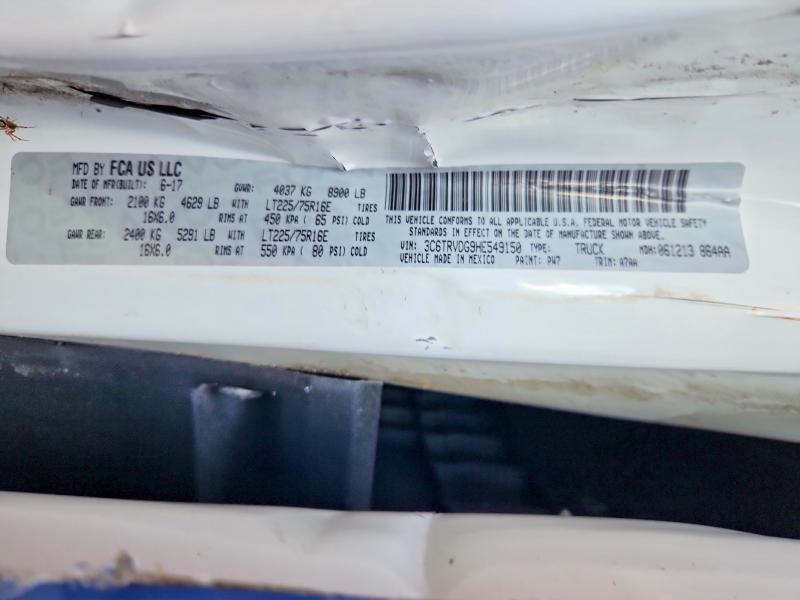 MFD BY FCA US LLC
DATE OF MFR(BUILT): 6-17 GVWR: 4037 KG 8900 LB
GAWR FRONT: 2100 KG 4629 LB WITH LT225/75R16E TIRES
16X6.0 RIMS AT 450 KPA ( 65 PSI) COLD
GAWR REAR: 2400 KG 5291 LB WITH LT225/75R16E TIRES
16X6.0 RIMS AT 550 KPA ( 80 PSI) COLD
THIS VEHICLE CONFORMS TO ALL APPLICABLE U.S.A. FEDERAL MOTOR VEHICLE SAFETY
STANDARDS IN EFFECT ON THE DATE OF MANUFACTURE SHOWN ABOVE.
VIN: 3C6TRVDG9HE549150 TYPE: TRUCK MDH: 061213 864AA
VEHICLE MADE IN MEXICO PAINT: PW7 TRIM: A7AA